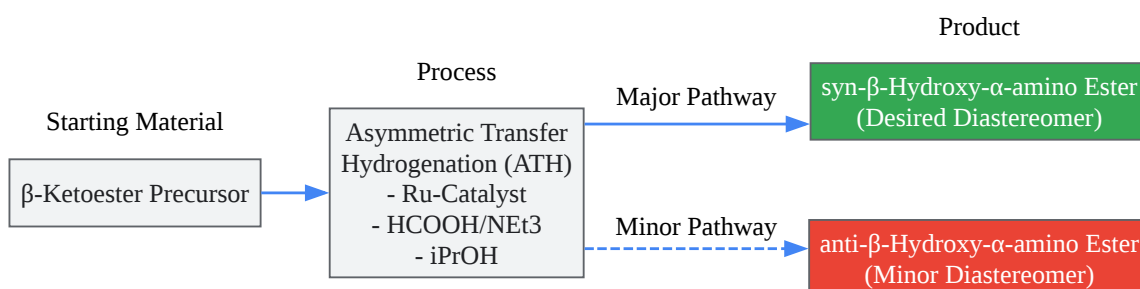 Starting Material
β-Ketoester Precursor
Process
Asymmetric Transfer
Hydrogenation (ATH)
- Ru-Catalyst
- HCOOH/NEt3
- iPrOH
Major Pathway
Minor Pathway
Product
syn-β-Hydroxy-α-amino Ester
(Desired Diastereomer)
anti-β-Hydroxy-α-amino Ester
(Minor Diastereomer)